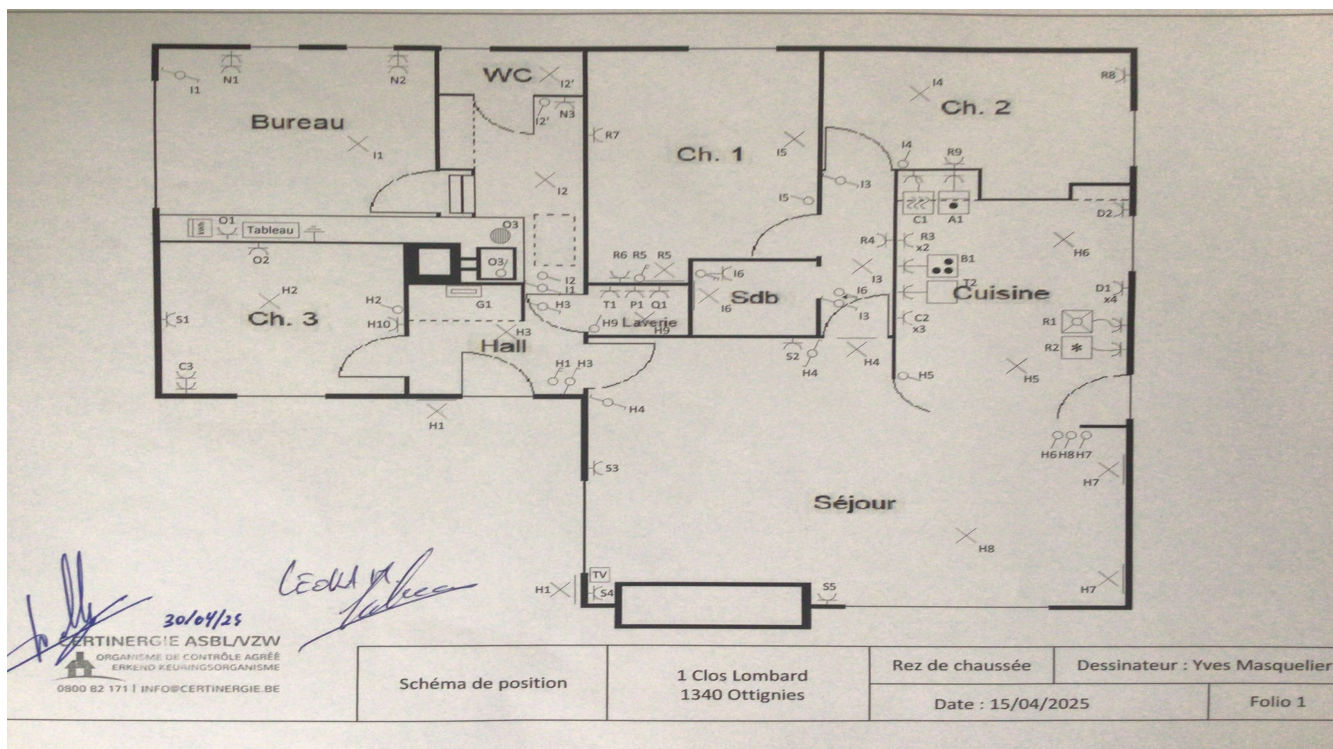 WC
I2'
N1
N2
I1
R8
I4
Ch. 2
I2'
N3
Bureau
R7
I1
Ch. 1
I5
I4
R9
I2
I3
I5
C1
A1
D2
kWh
O1
Tableau
O3
R4
R3
x2
H6
O2
O3
R6
R5
R5
I6
I3
B1
T2
Cuisine
D1
x4
I2
I1
H2
H2
G1
H3
T1
P1
Q1
Sdb
I6
I6
I3
S1
Ch. 3
H10
H3
H9
Laverie
H9
C2
x3
R1
R2
*
Hall
S2
H4
H4
C3
H1
H3
H5
H5
H4
H1
H6
H8
H7
S3
H7
Séjour
H8
TV
H1
S4
S5
H7
LEONARD
30/04/25
CERTINERGIE ASBL/VZW
ORGANISME DE CONTRÔLE AGRÉÉ
ERKEND KEURINGSORGANISME
0800 82 171 | INFO@CERTINERGIE.BE
Schéma de position
1 Clos Lombard
1340 Ottignies
Rez de chaussée
Dessinateur : Yves Masquelier
Date : 15/04/2025
Folio 1